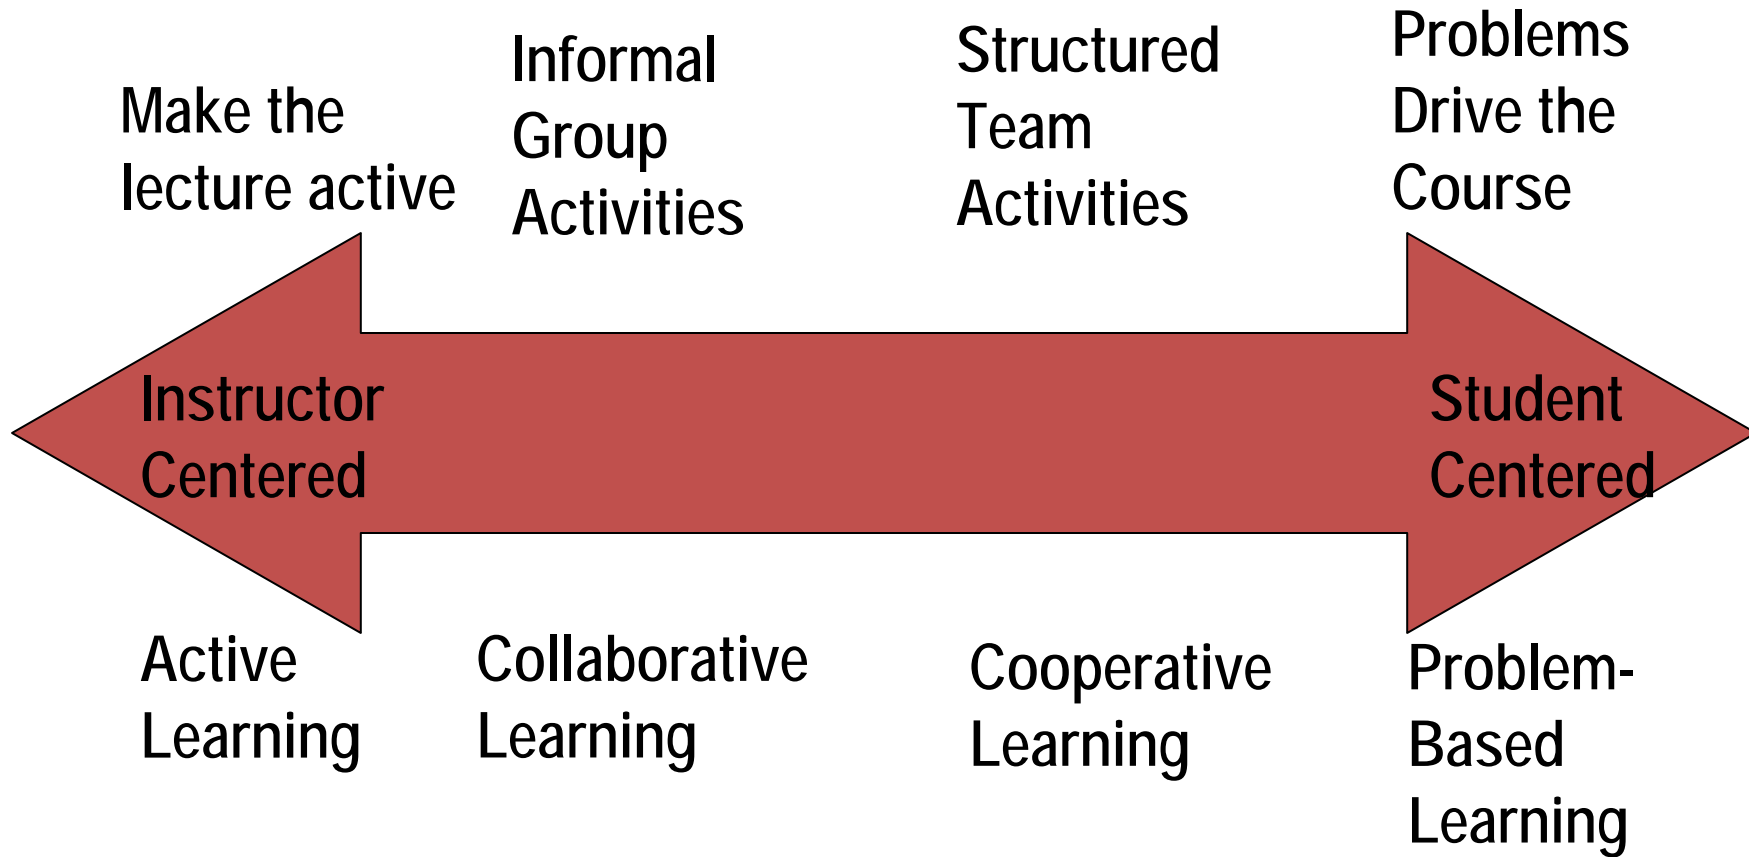 Make the
lecture active
Informal
Group
Activities
Structured
Team
Activities
Problems
Drive the
Course
Instructor
Centered
Student
Centered
Active
Learning
Collaborative
Learning
Cooperative
Learning
Problem-
Based
Learning